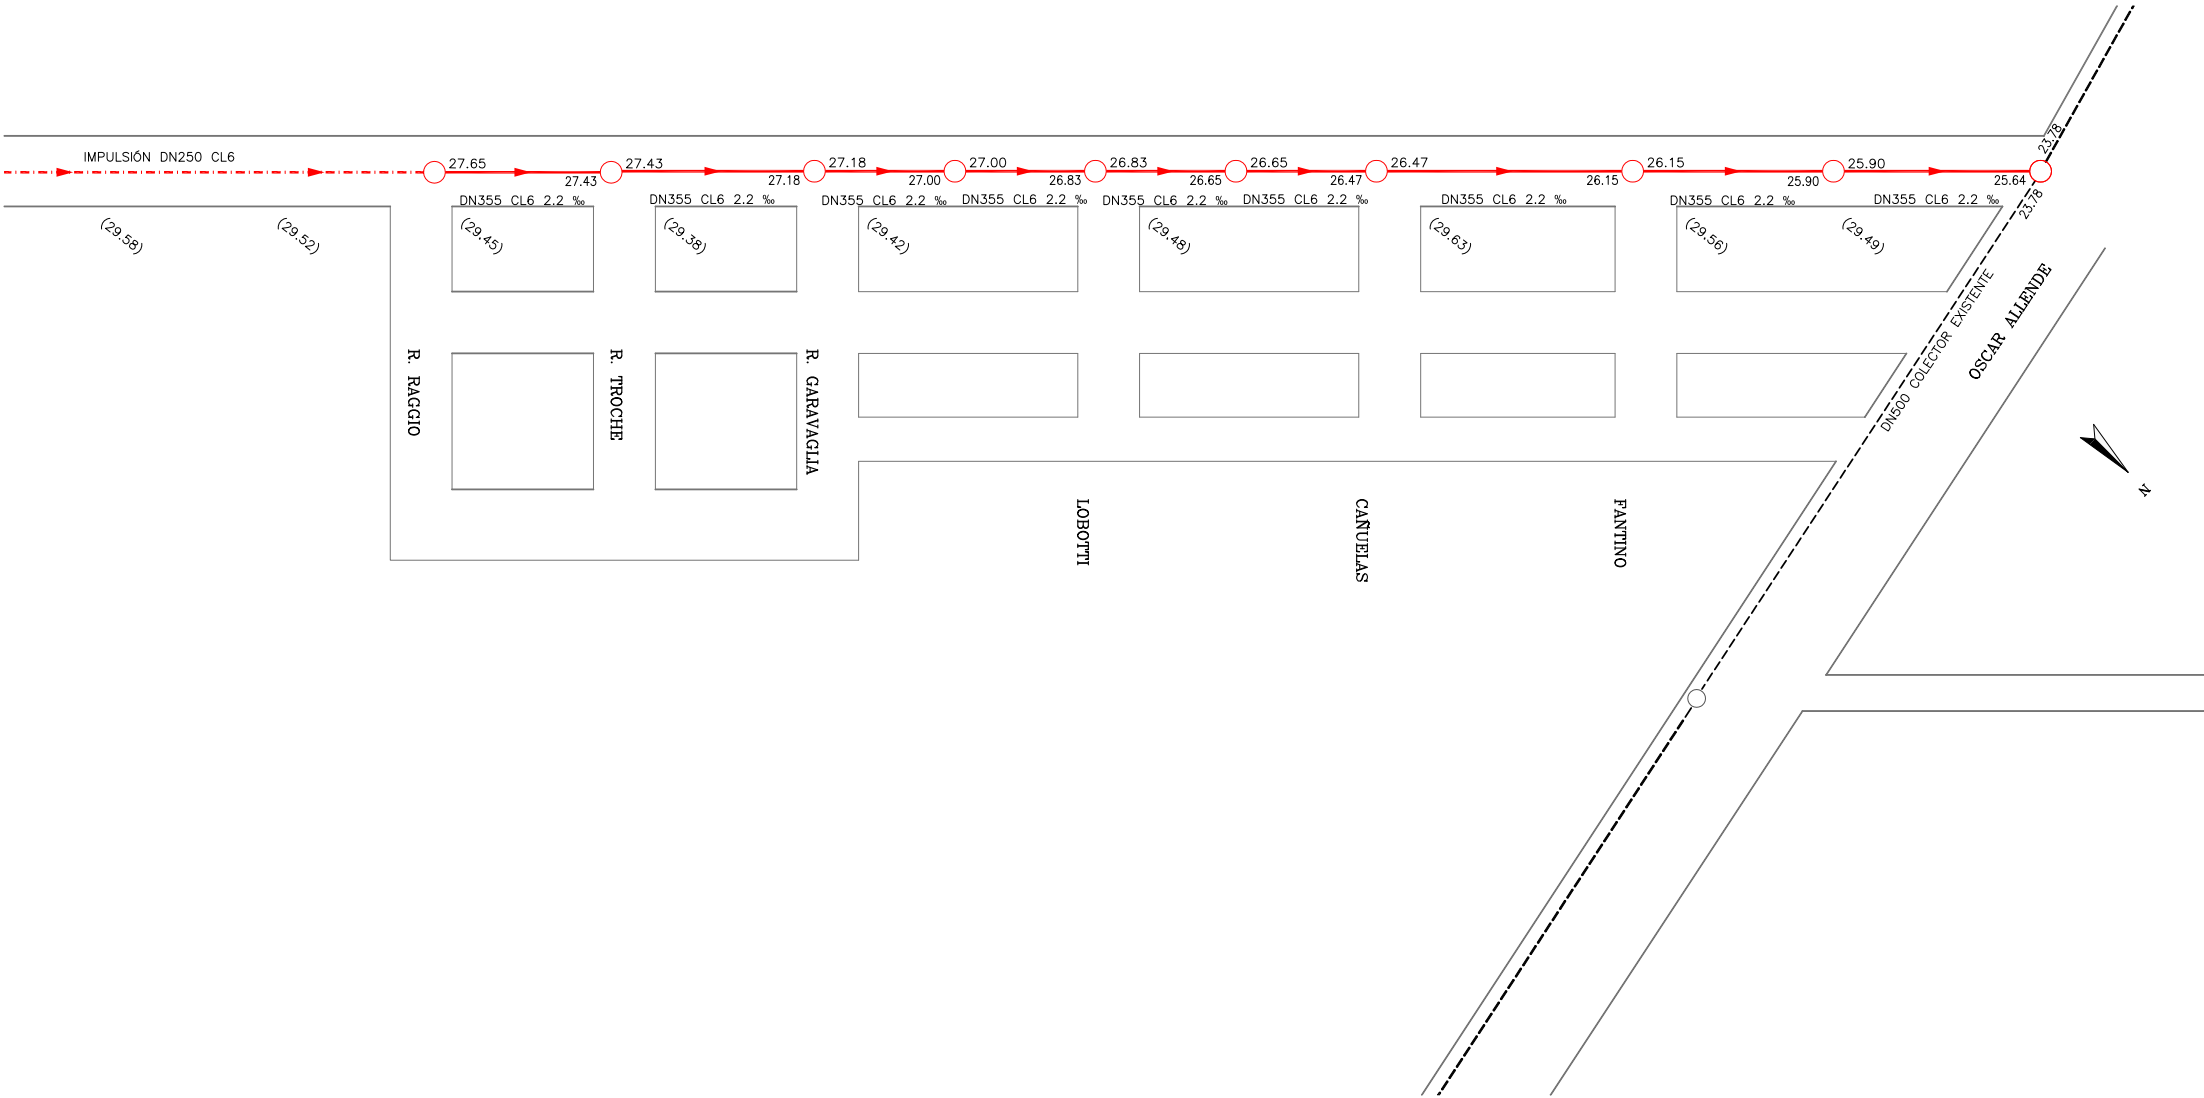 IMPULSIÓN DN250 CL6
27.65
27.43
27.43
27.18
27.18
27.00
27.00
26.83
26.83
26.65
26.65
26.47
26.47
26.15
26.15
25.90
25.90
25.64
23.78
23.78
DN355 CL6 2.2 ‰
DN355 CL6 2.2 ‰
DN355 CL6 2.2 ‰
DN355 CL6 2.2 ‰
DN355 CL6 2.2 ‰
DN355 CL6 2.2 ‰
DN355 CL6 2.2 ‰
DN355 CL6 2.2 ‰
DN355 CL6 2.2 ‰
(29.58)
(29.52)
(29.45)
(29.38)
(29.42)
(29.48)
(29.63)
(29.56)
(29.49)
DN500 COLECTOR EXISTENTE
OSCAR ALLENDE
R. RAGGIO
R. TROCHE
R. GARAVAGLIA
LOBOTTI
CAÑUELAS
FANTINO
N